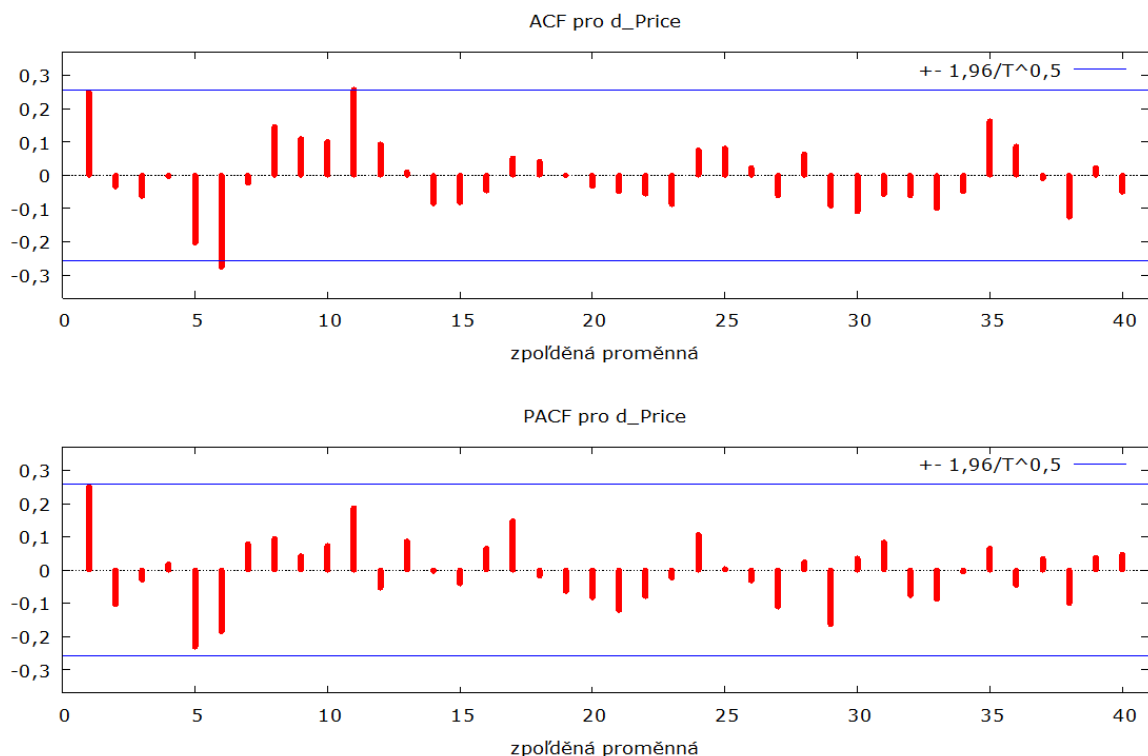 ACF pro d_Price
+- 1,96/T^0,5
0,3
0,2
0,1
0
-0,1
-0,2
-0,3
0 5 10 15 20 25 30 35 40
zpoľděná proměnná
PACF pro d_Price
+- 1,96/T^0,5
0,3
0,2
0,1
0
-0,1
-0,2
-0,3
0 5 10 15 20 25 30 35 40
zpoľděná proměnná